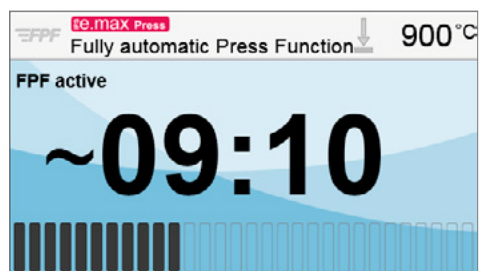 FPF
e.max Press
Fully automatic Press Function
900°C
FPF active
~09:10